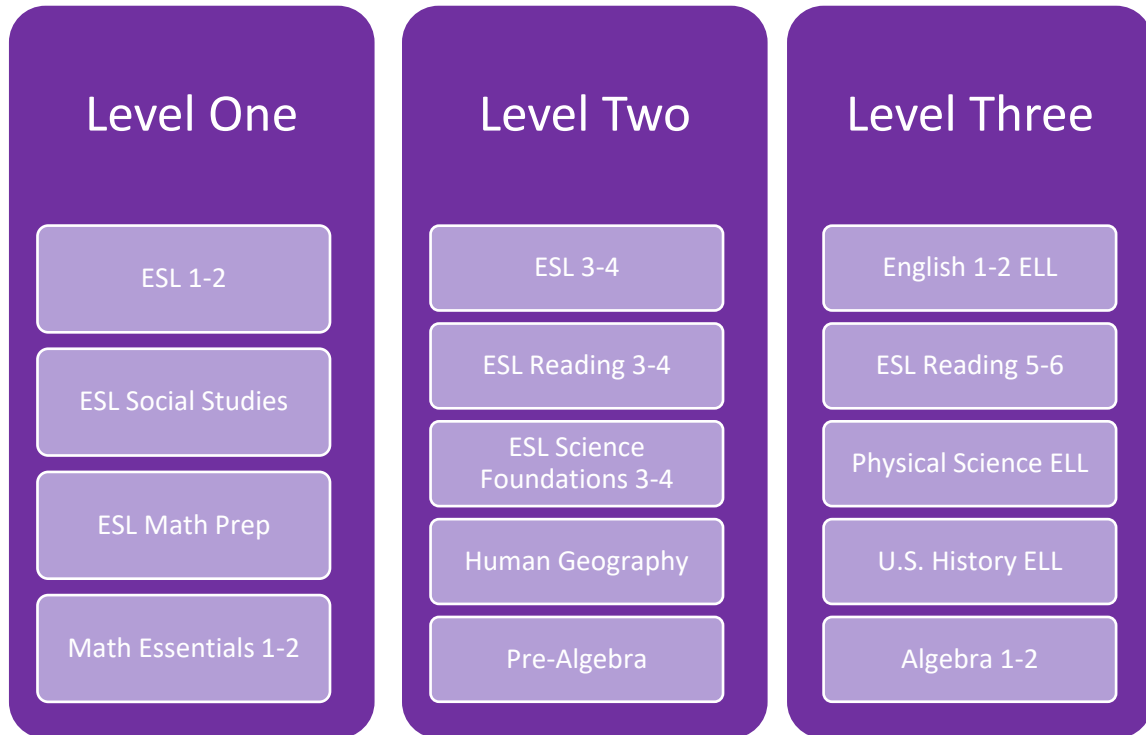 Level One
ESL 1-2
ESL Social Studies
ESL Math Prep
Math Essentials 1-2
Level Two
ESL 3-4
ESL Reading 3-4
ESL Science
Foundations 3-4
Human Geography
Pre-Algebra
Level Three
English 1-2 ELL
ESL Reading 5-6
Physical Science ELL
U.S. History ELL
Algebra 1-2